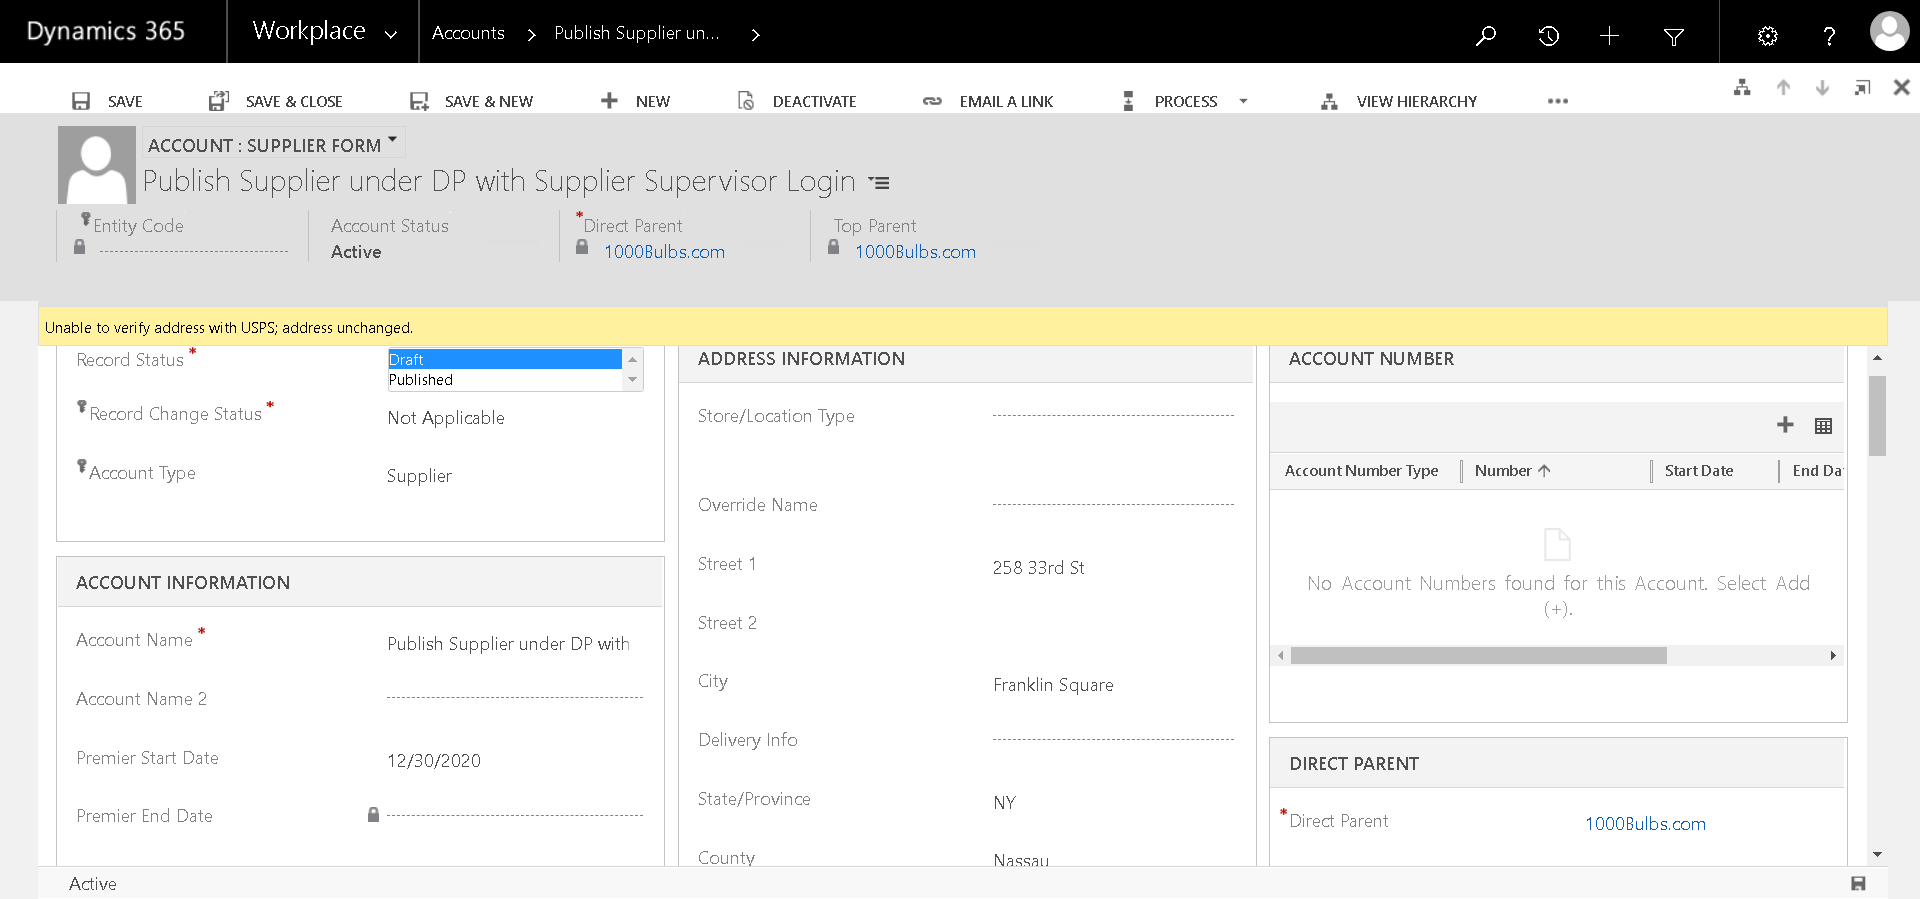 Dynamics 365
Workplace
Accounts
Publish Supplier un...
SAVE
SAVE & CLOSE
SAVE & NEW
NEW
DEACTIVATE
EMAIL A LINK
PROCESS
VIEW HIERARCHY
ACCOUNT : SUPPLIER FORM
Publish Supplier under DP with Supplier Supervisor Login
Entity Code
Account Status
Active
*Direct Parent
1000Bulbs.com
Top Parent
1000Bulbs.com
Unable to verify address with USPS; address unchanged.
Record Status *
Draft
Published
Record Change Status *
Not Applicable
Account Type
Supplier
ACCOUNT INFORMATION
Account Name *
Publish Supplier under DP with
Account Name 2
Premier Start Date
12/30/2020
Premier End Date
ADDRESS INFORMATION
Store/Location Type
Override Name
Street 1
258 33rd St
Street 2
City
Franklin Square
Delivery Info
State/Province
NY
County
Nassau
ACCOUNT NUMBER
Account Number Type
Number
Start Date
End Da
No Account Numbers found for this Account. Select Add
(+).
DIRECT PARENT
*Direct Parent
1000Bulbs.com
Active